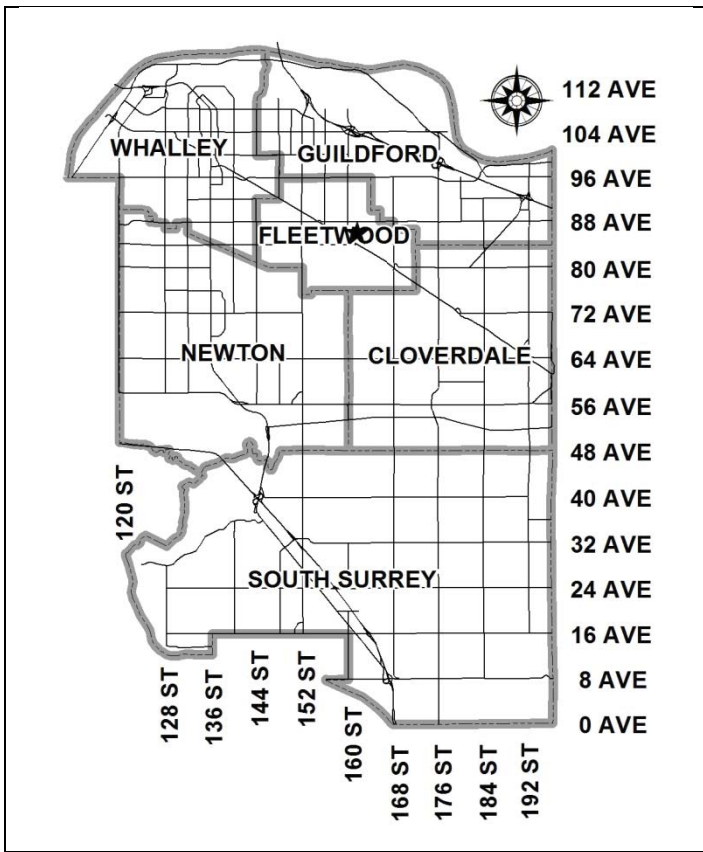 112 AVE
104 AVE
WHALLEY
GUILDFORD
96 AVE
88 AVE
FLEETWOOD
80 AVE
72 AVE
NEWTON
CLOVERDALE
64 AVE
56 AVE
48 AVE
120 ST
40 AVE
32 AVE
SOUTH SURREY
24 AVE
16 AVE
8 AVE
0 AVE
128 ST
136 ST
144 ST
152 ST
160 ST
168 ST
176 ST
184 ST
192 ST